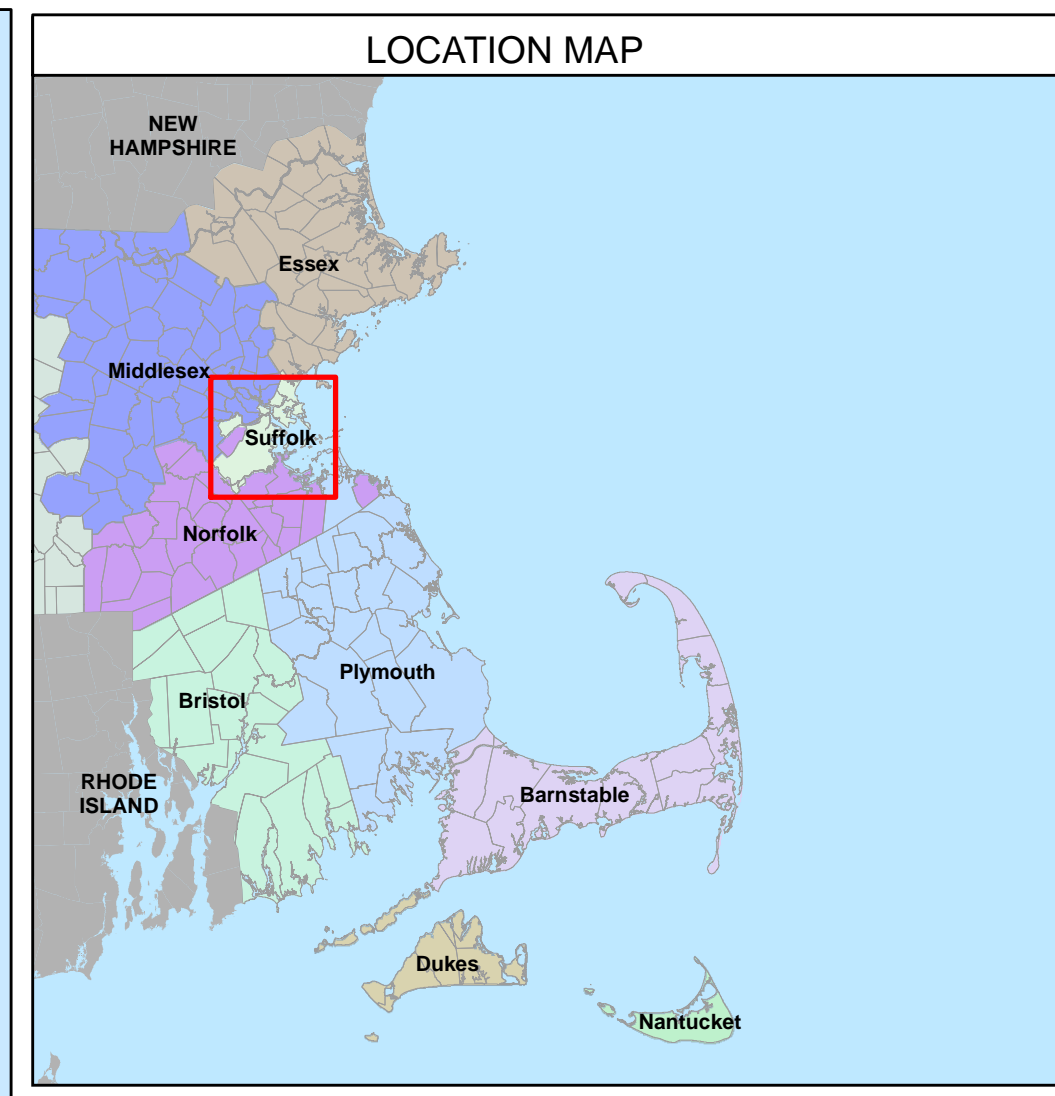 LOCATION MAP
NEW
HAMPSHIRE
Essex
Middlesex
Suffolk
Norfolk
Plymouth
Bristol
RHODE
ISLAND
Barnstable
Dukes
Nantucket